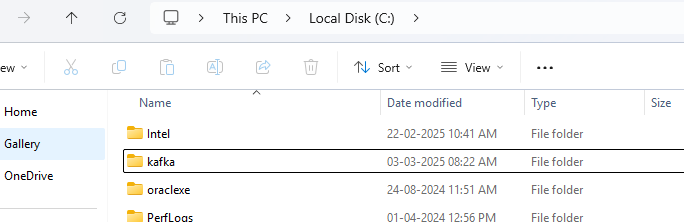 This PC > Local Disk (C:) >
ew Sort View ...
Name Date modified Type Size
Home
Gallery
OneDrive
Intel 22-02-2025 10:41 AM File folder
kafka 03-03-2025 08:22 AM File folder
oraclexe 24-08-2024 11:51 AM File folder
PerfLogs 01-04-2024 12:56 PM File folder